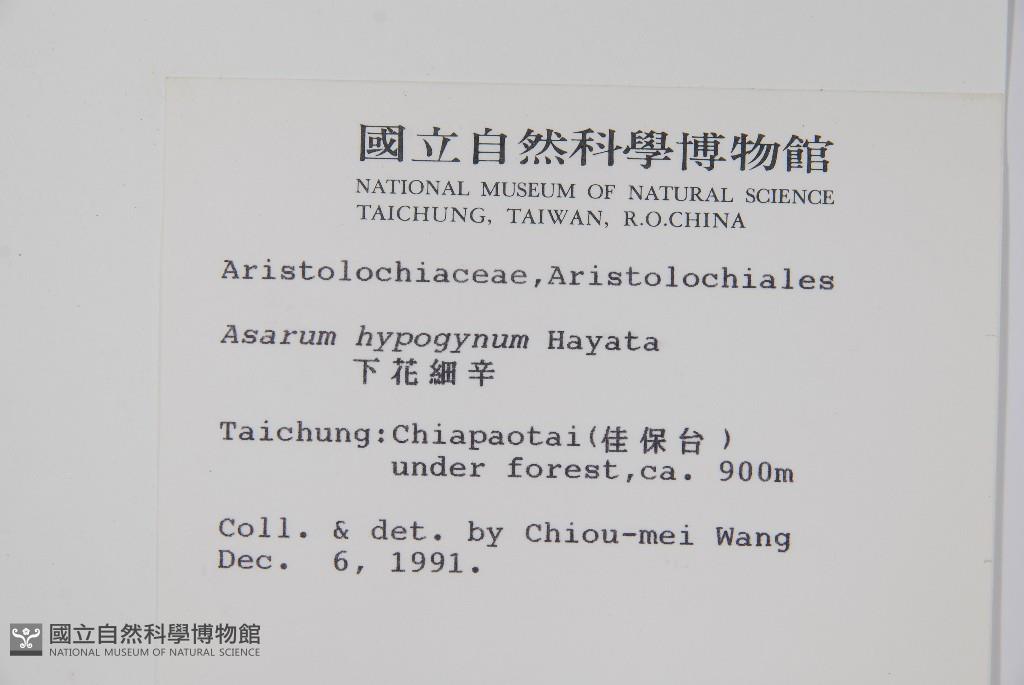 國立自然科學博物館
NATIONAL MUSEUM OF NATURAL SCIENCE
TAICHUNG, TAIWAN, R.O.CHINA
Aristolochiaceae,Aristolochiales
Asarum hypogynum Hayata
下花細辛
Taichung:Chiapaotai(佳保台)
under forest,ca. 900m
Coll. & det. by Chiou-mei Wang
Dec. 6, 1991.
國立自然科學博物館
NATIONAL MUSEUM OF NATURAL SCIENCE